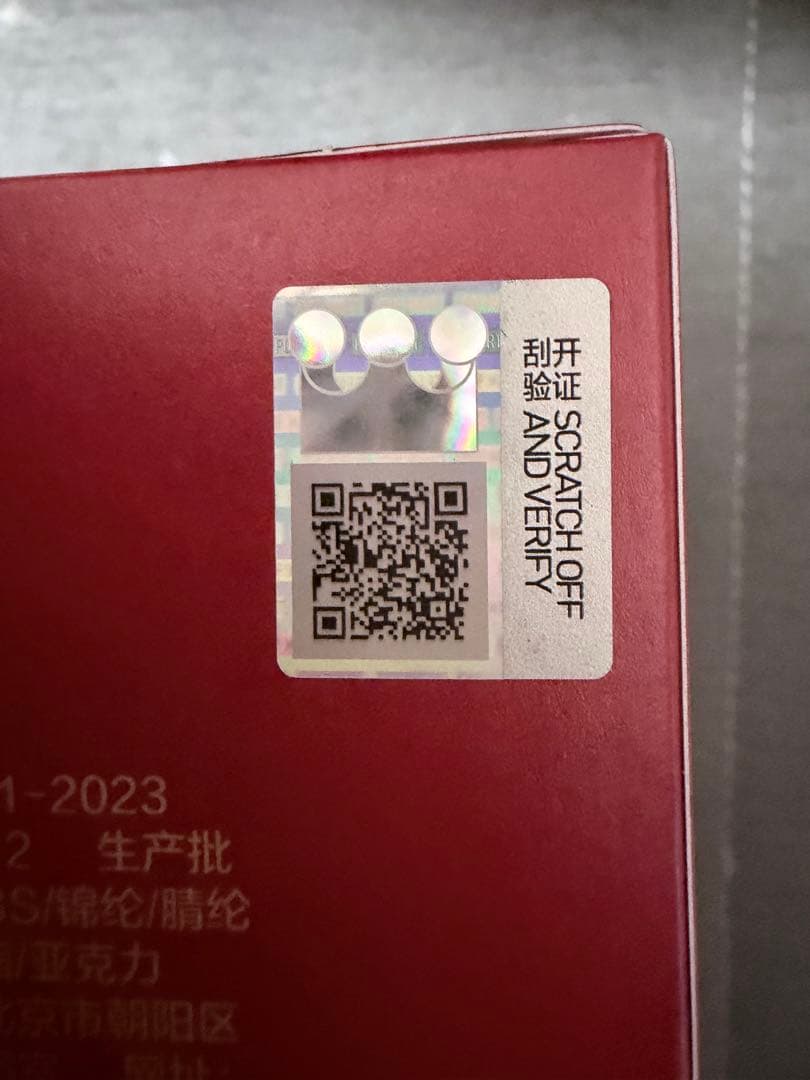 刮开
验证
SCRATCH OFF
AND VERIFY
1-2023
2 生产批
S/锦纶/腈纶
/亚克力
北京市朝阳区